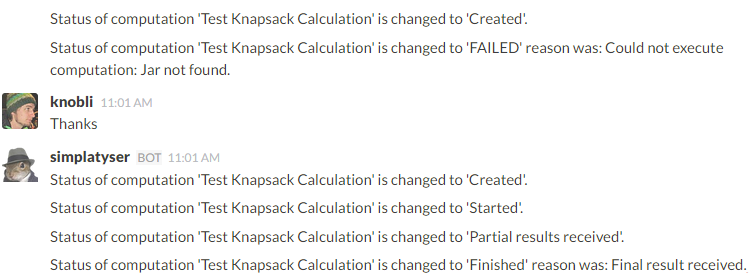 Status of computation 'Test Knapsack Calculation' is changed to 'Created'.
Status of computation 'Test Knapsack Calculation' is changed to 'FAILED' reason was: Could not execute
computation: Jar not found.
knobli 11:01 AM
Thanks
simplatyser BOT 11:01 AM
Status of computation 'Test Knapsack Calculation' is changed to 'Created'.
Status of computation 'Test Knapsack Calculation' is changed to 'Started'.
Status of computation 'Test Knapsack Calculation' is changed to 'Partial results received'.
Status of computation 'Test Knapsack Calculation' is changed to 'Finished' reason was: Final result received.